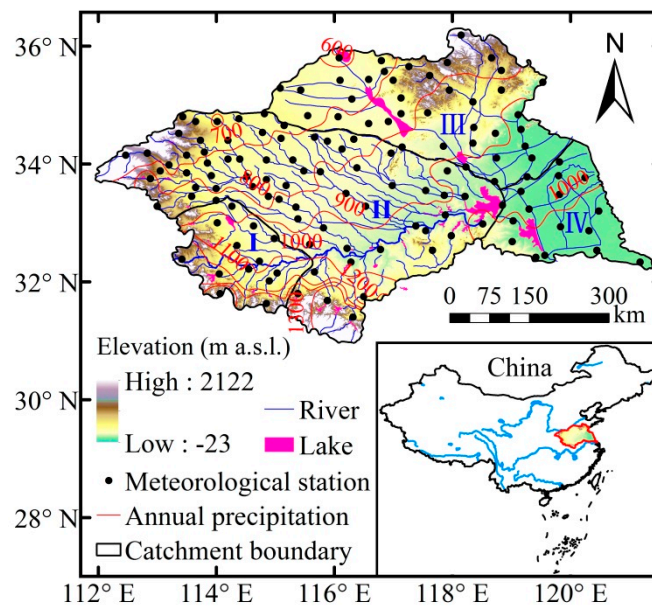 36° N
34° N
32° N
30° N
28° N
112° E
114° E
116° E
118° E
120° E
N
600
700
800
900
1000
1000
1100
1200
1300
I
II
III
IV
0 75 150 300
km
Elevation (m a.s.l.)
High : 2122
Low : -23
River
Lake
Meteorological station
Annual precipitation
Catchment boundary
China